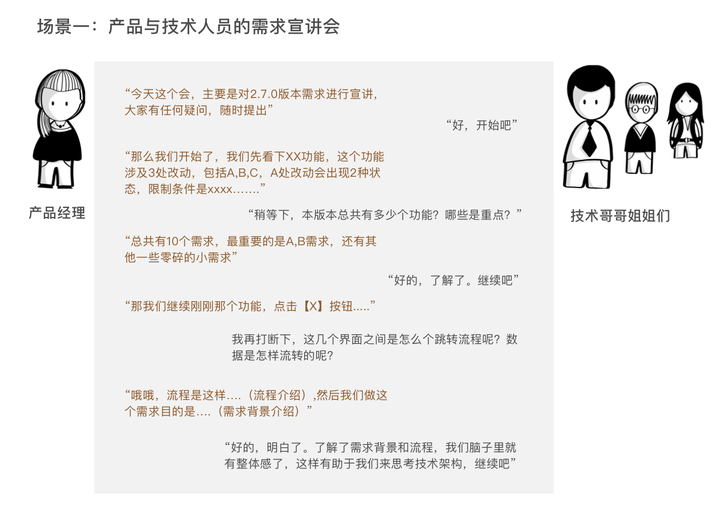 场景一：产品与技术人员的需求宣讲会
“今天这个会，主要是对2.7.0版本需求进行宣讲，
大家有任何疑问，随时提出”
“好，开始吧”
“那么我们开始了，我们先看下XX功能，这个功能
涉及3处改动，包括A,B,C，A处改动会出现2种状
态，限制条件是xxxx…….”
产品经理
“稍等下，本版本总共有多少个功能？哪些是重点？”
技术哥哥姐姐们
“总共有10个需求，最重要的是A,B需求，还有其
他一些零碎的小需求”
“好的，了解了。继续吧”
“那我们继续刚刚那个功能，点击【X】按钮.....”
我再打断下，这几个界面之间是怎么个跳转流程呢？数
据是怎样流转的呢？
“哦哦，流程是这样….（流程介绍）,然后我们做这
个需求目的是….（需求背景介绍）”
“好的，明白了。了解了需求背景和流程，我们脑子里就
有整体感了，这样有助于我们来思考技术架构，继续吧”